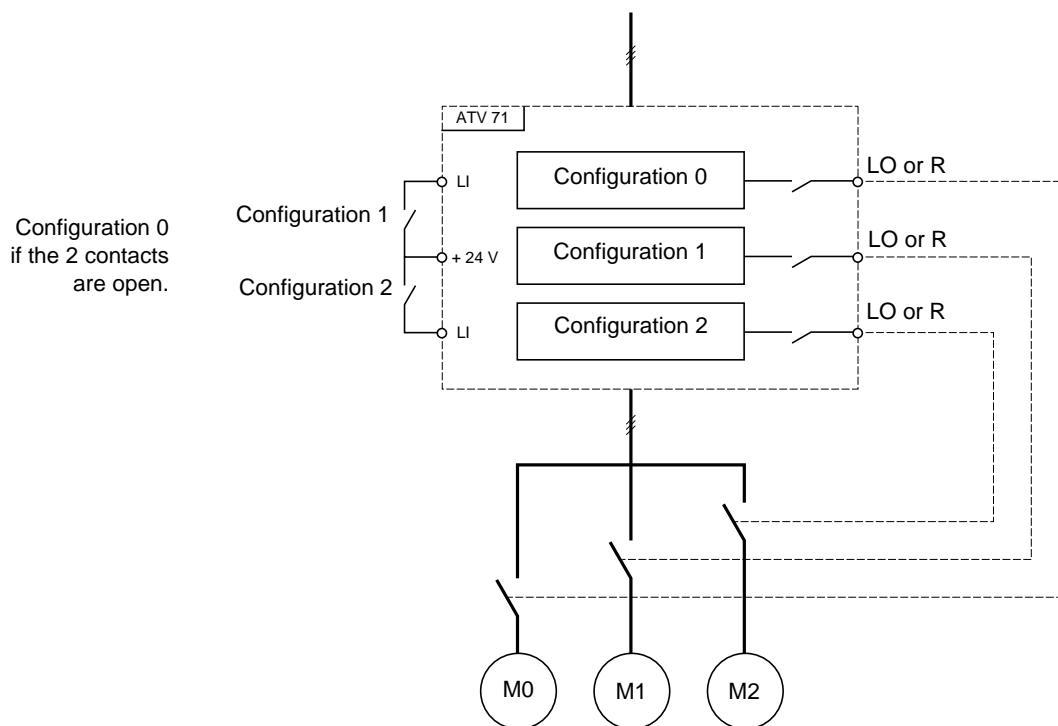 ATV 71
LI
Configuration 0
LO or R
Configuration 1
Configuration 0
if the 2 contacts
are open.
+ 24 V
Configuration 1
LO or R
Configuration 2
LI
Configuration 2
LO or R
M0
M1
M2